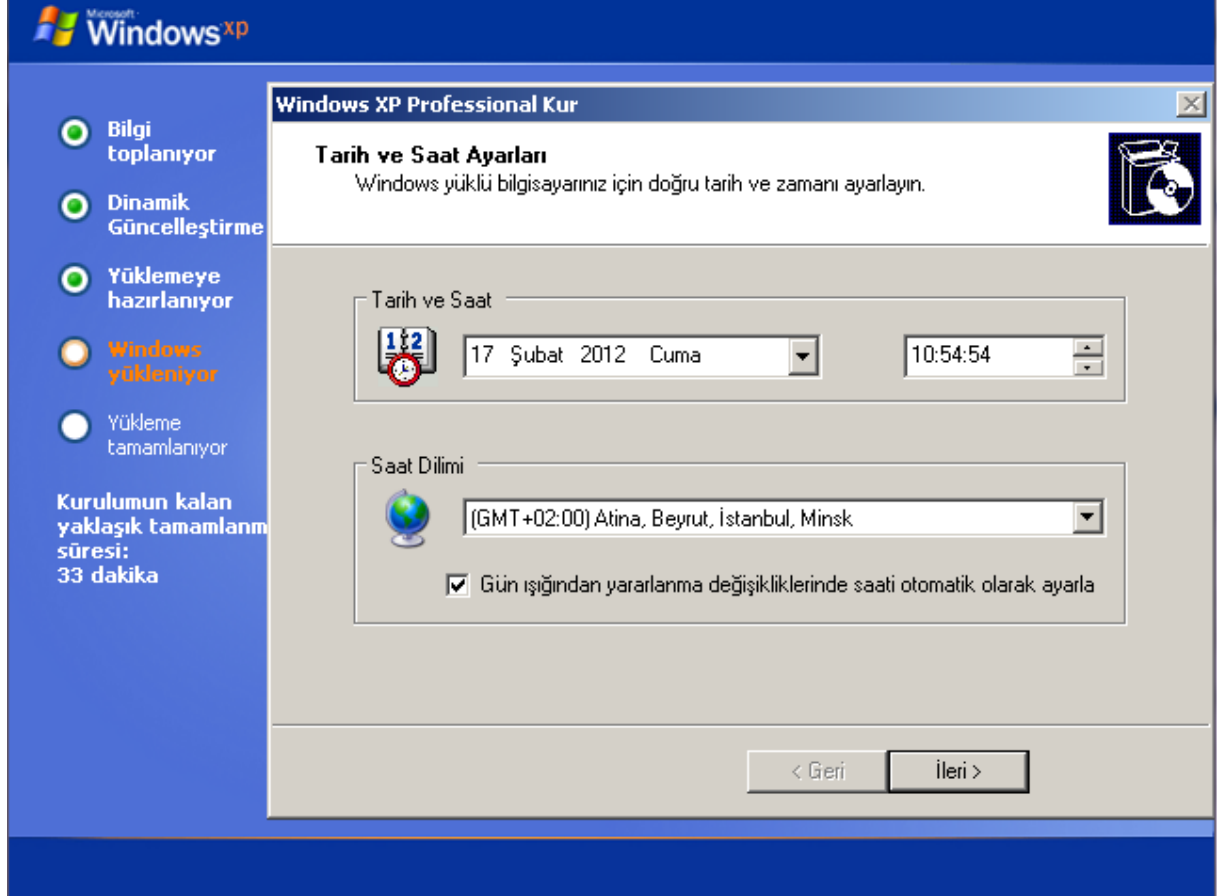 Microsoft
Windows xp
Bilgi
toplanıyor
Dinamik
Güncelleştirme
Yüklemeye
hazırlanıyor
Windows
yükleniyor
Yükleme
tamamlanıyor
Kurulumun kalan
yaklaşık tamamlanm
süresi:
33 dakika
Windows XP Professional Kur
Tarih ve Saat Ayarları
Windows yüklü bilgisayarınız için doğru tarih ve zamanı ayarlayın.
Tarih ve Saat
17 Şubat 2012 Cuma 10:54:54
Saat Dilimi
(GMT+02:00) Atina, Beyrut, İstanbul, Minsk
Gün ışığından yararlanma değişikliklerinde saati otomatik olarak ayarla
< Geri İleri >